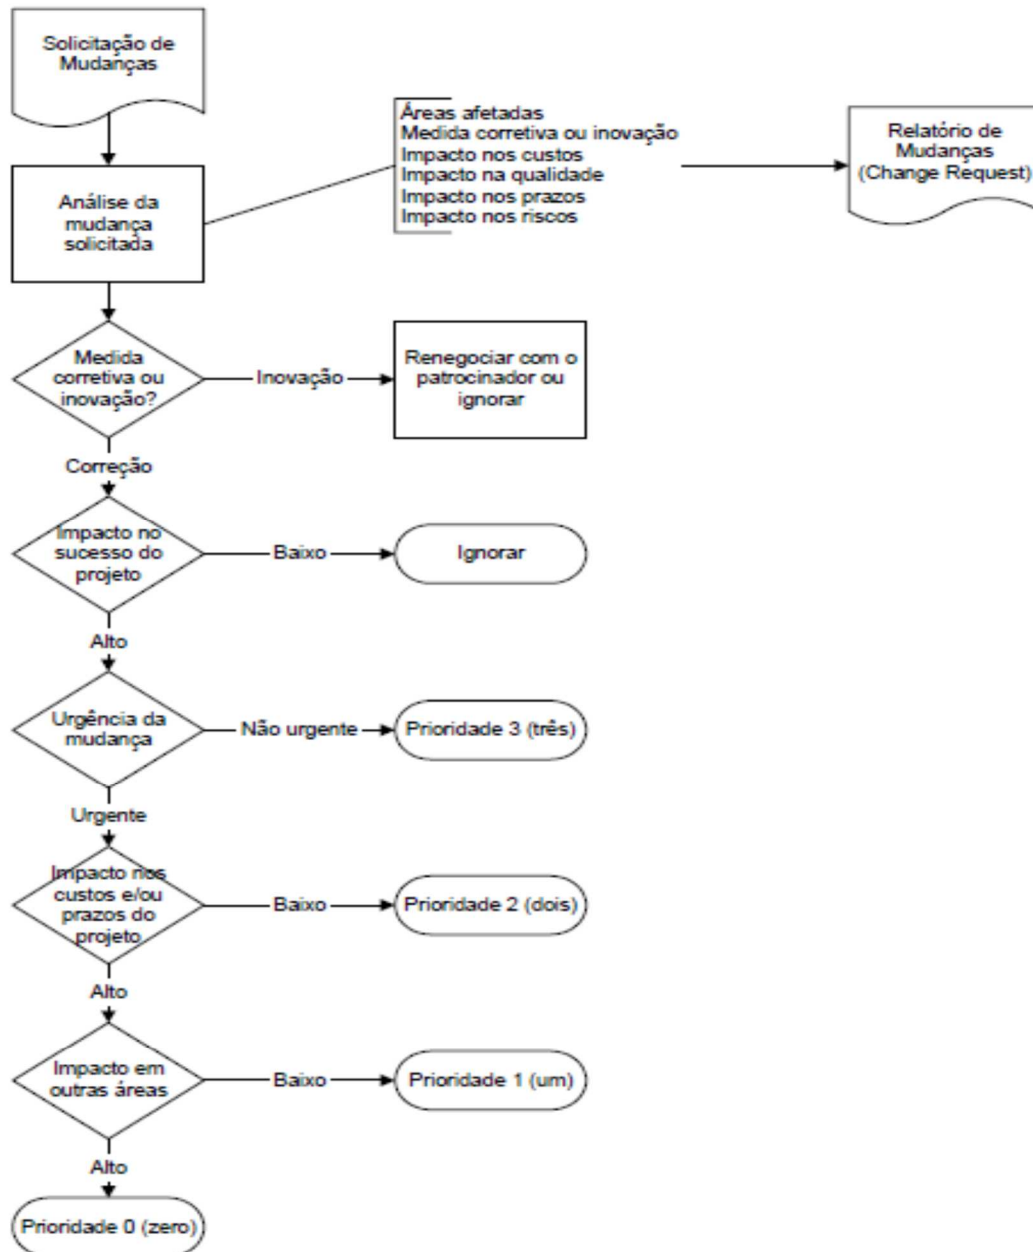 Solicitação de
Mudanças
Áreas afetadas
Medida corretiva ou inovação
Impacto nos custos
Impacto na qualidade
Impacto nos prazos
Impacto nos riscos
Relatório de
Mudanças
(Change Request)
Análise da
mudança
solicitada
Medida
corretiva ou
inovação?
Inovação
Renegociar com o
patrocinador ou
ignorar
Correção
Impacto no
sucesso do
projeto
Baixo
Ignorar
Alto
Urgência da
mudança
Não urgente
Prioridade 3 (três)
Urgente
Impacto nos
custos e/ou
prazos do
projeto
Baixo
Prioridade 2 (dois)
Alto
Impacto em
outras áreas
Baixo
Prioridade 1 (um)
Alto
Prioridade 0 (zero)